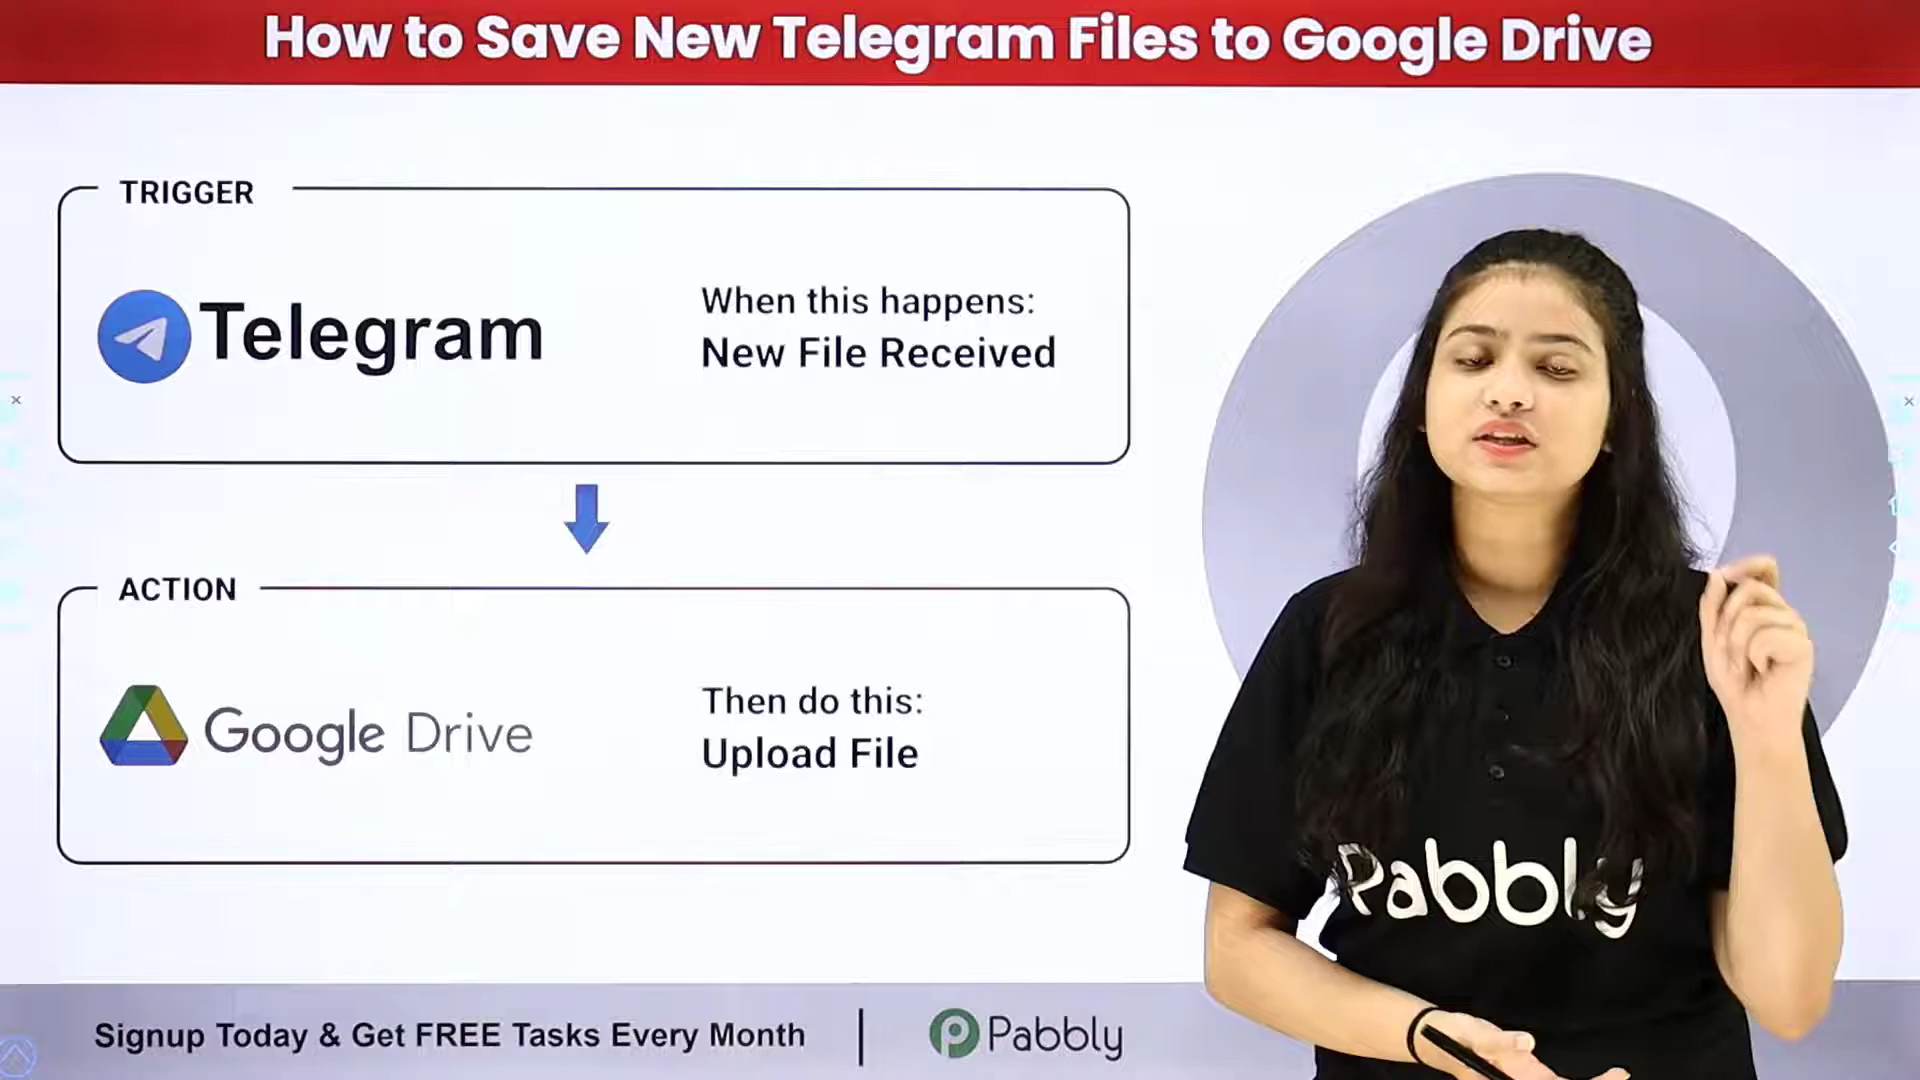 How to Save New Telegram Files to Google Drive
TRIGGER
Telegram
When this happens:
New File Received
ACTION
Google Drive
Then do this:
Upload File
Pabbly
Signup Today & Get FREE Tasks Every Month
Pabbly